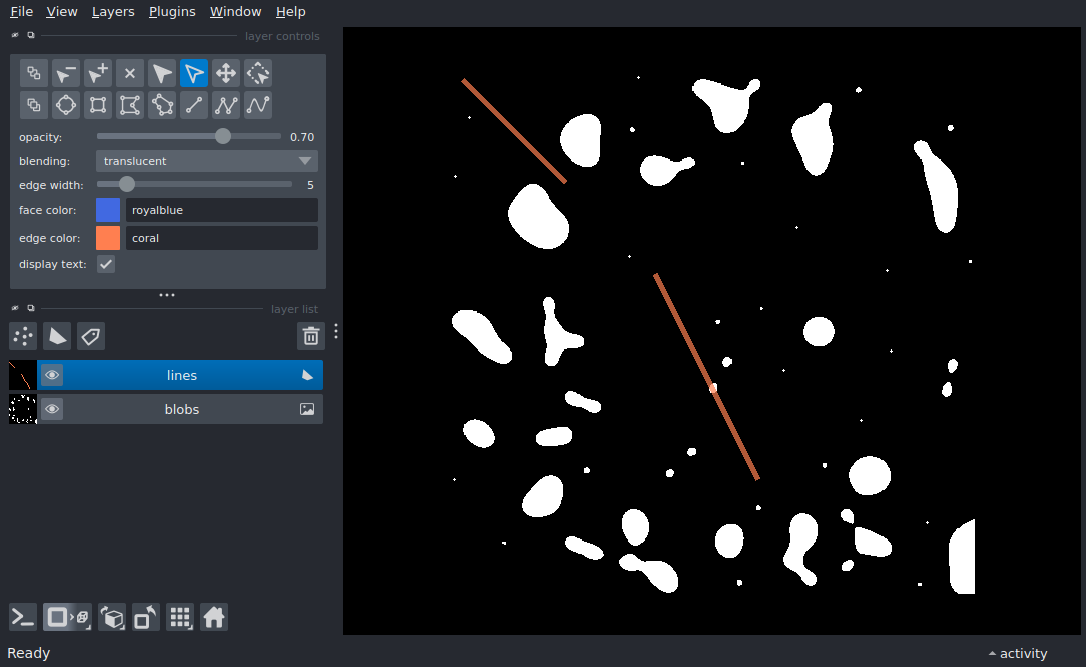 File View Layers Plugins Window Help
layer controls
opacity: 0.70
blending: translucent
edge width: 5
face color: royalblue
edge color: coral
display text:
layer list
lines
blobs
Ready activity